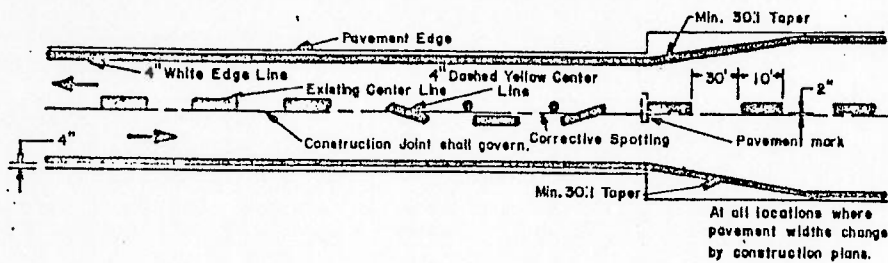 Min. 30:1 Taper
Pavement Edge
4" White Edge Line
Existing Center Line
4" Dashed Yellow Center
Line
30'
10'
2"
4"
Construction Joint shall govern.
Corrective Spotting
Pavement mark
Min. 30:1 Taper
At all locations where
pavement widths change
by construction plans.